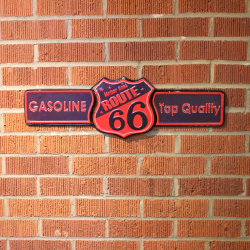 GASOLINE
ROUTE
66
Top Quality